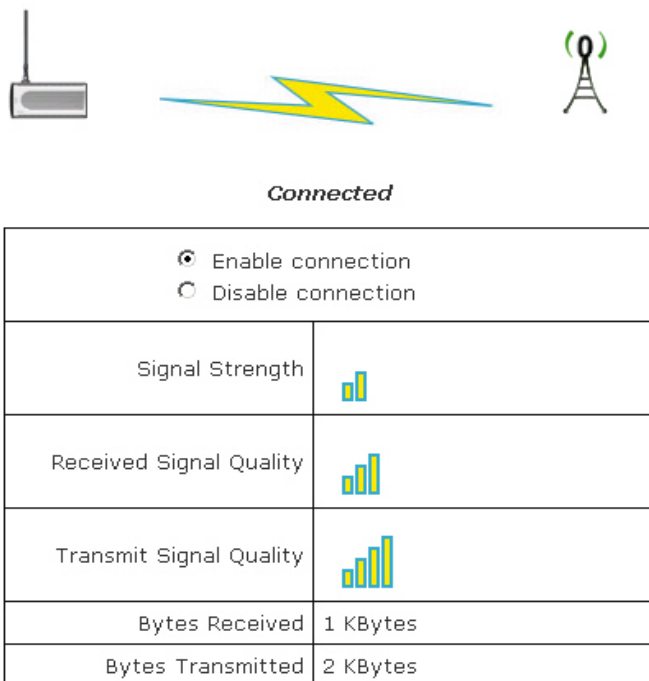 Connected
Enable connection
Disable connection
Signal Strength
Received Signal Quality
Transmit Signal Quality
Bytes Received 1 KBytes
Bytes Transmitted 2 KBytes